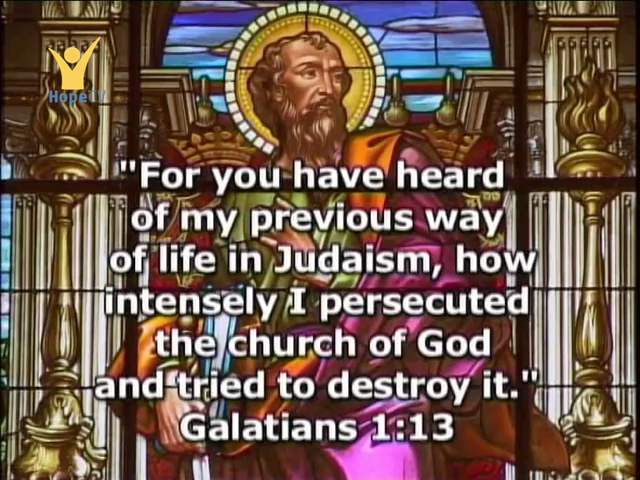 HopeTV
"For you have heard
of my previous way
of life in Judaism, how
intensely I persecuted
the church of God
and tried to destroy it."
Galatians 1:13